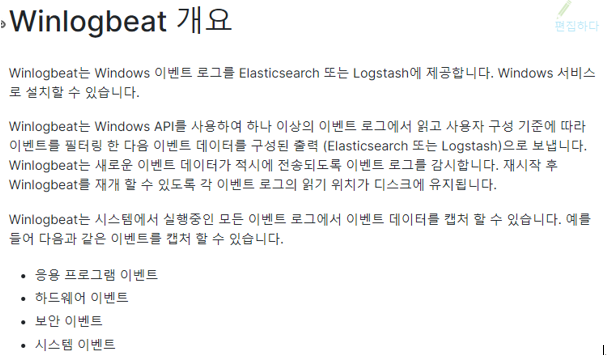 Winlogbeat 개요
편집하다
Winlogbeat는 Windows 이벤트 로그를 Elasticsearch 또는 Logstash에 제공합니다. Windows 서비스
로 설치할 수 있습니다.
Winlogbeat는 Windows API를 사용하여 하나 이상의 이벤트 로그에서 읽고 사용자 구성 기준에 따라
이벤트를 필터링 한 다음 이벤트 데이터를 구성된 출력 (Elasticsearch 또는 Logstash)으로 보냅니다.
Winlogbeat는 새로운 이벤트 데이터가 적시에 전송되도록 이벤트 로그를 감시합니다. 재시작 후
Winlogbeat를 재개 할 수 있도록 각 이벤트 로그의 읽기 위치가 디스크에 유지됩니다.
Winlogbeat는 시스템에서 실행중인 모든 이벤트 로그에서 이벤트 데이터를 캡처 할 수 있습니다. 예를
들어 다음과 같은 이벤트를 캡처 할 수 있습니다.
• 응용 프로그램 이벤트
• 하드웨어 이벤트
• 보안 이벤트
• 시스템 이벤트